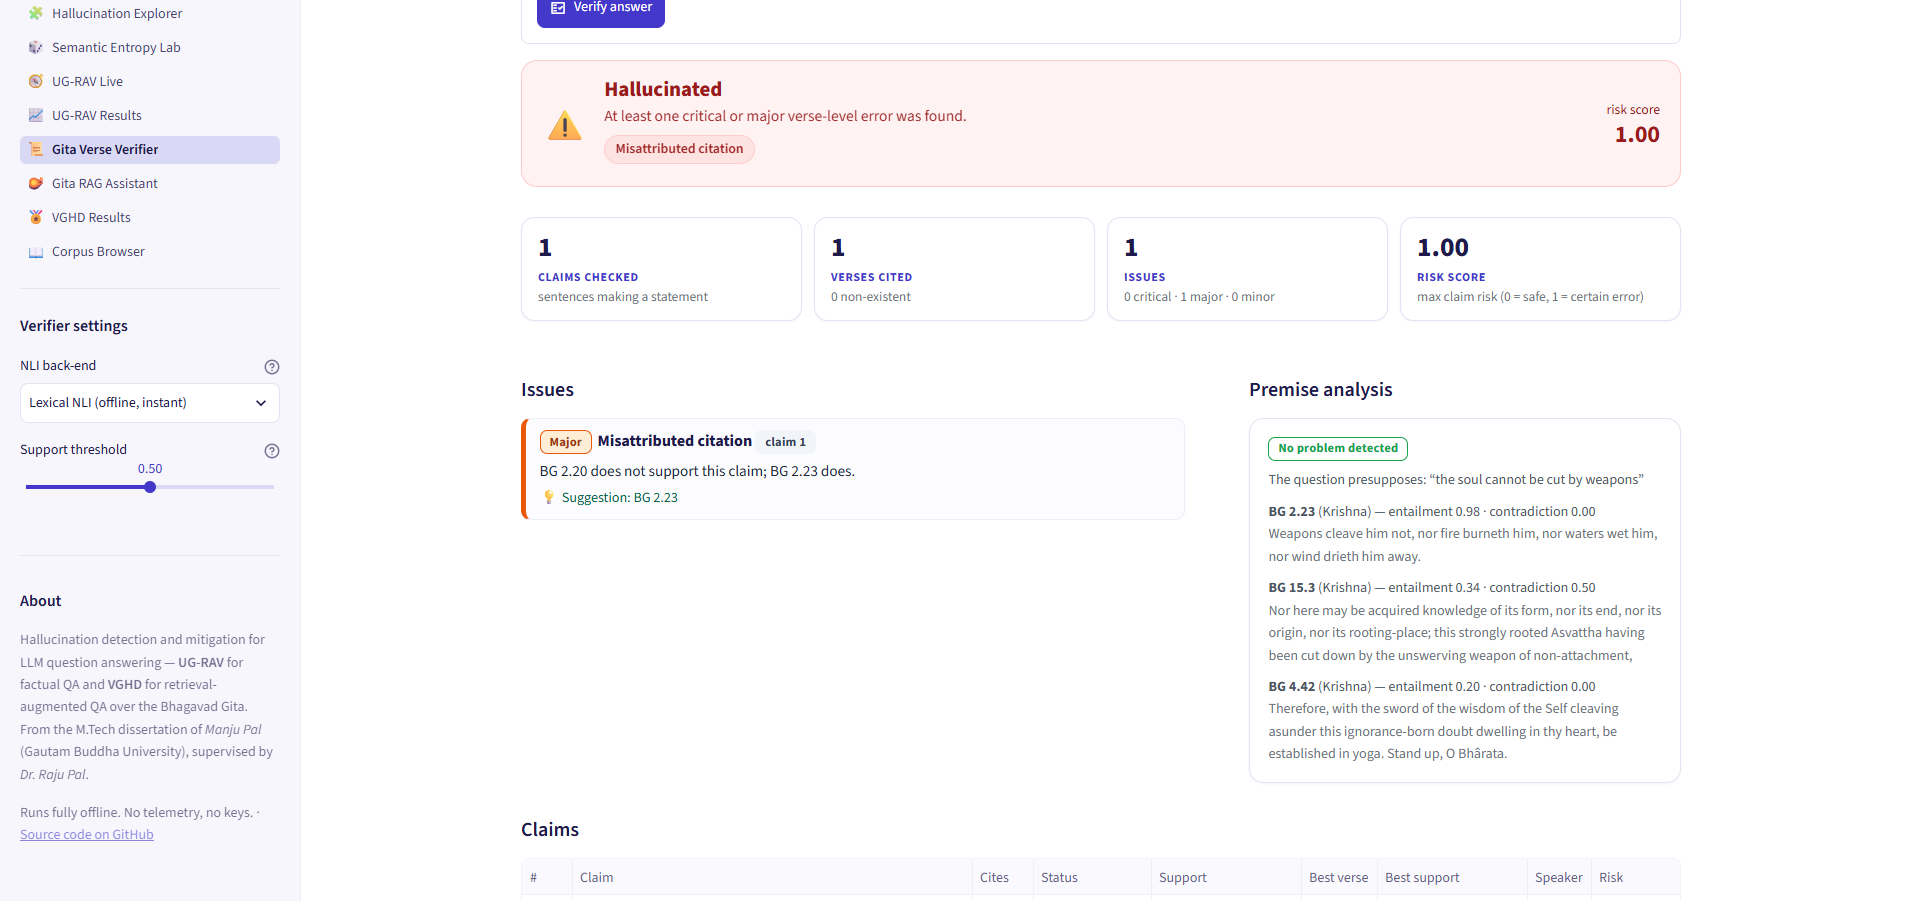 Hallucination Explorer
Semantic Entropy Lab
UG-RAV Live
UG-RAV Results
Gita Verse Verifier
Gita RAG Assistant
VGHD Results
Corpus Browser
Verifier settings
NLI back-end
Lexical NLI (offline, instant)
Support threshold
0.50
About
Hallucination detection and mitigation for
LLM question answering — UG-RAV for
factual QA and VGHD for retrieval-
augmented QA over the Bhagavad Gita.
From the M.Tech dissertation of Manju Pal
(Gautam Buddha University), supervised by
Dr. Raju Pal.
Runs fully offline. No telemetry, no keys. ·
Source code on GitHub
Verify answer
Hallucinated
At least one critical or major verse-level error was found.
Misattributed citation
risk score
1.00
1
CLAIMS CHECKED
sentences making a statement
1
VERSES CITED
0 non-existent
1
ISSUES
0 critical · 1 major · 0 minor
1.00
RISK SCORE
max claim risk (0 = safe, 1 = certain error)
Issues
Major Misattributed citation claim 1
BG 2.20 does not support this claim; BG 2.23 does.
Suggestion: BG 2.23
Premise analysis
No problem detected
The question presupposes: “the soul cannot be cut by weapons”
BG 2.23 (Krishna) — entailment 0.98 · contradiction 0.00
Weapons cleave him not, nor fire burneth him, nor waters wet him,
nor wind drieth him away.
BG 15.3 (Krishna) — entailment 0.34 · contradiction 0.50
Nor here may be acquired knowledge of its form, nor its end, nor its
origin, nor its rooting-place; this strongly rooted Asvattha having
been cut down by the unswerving weapon of non-attachment,
BG 4.42 (Krishna) — entailment 0.20 · contradiction 0.00
Therefore, with the sword of the wisdom of the Self cleaving
asunder this ignorance-born doubt dwelling in thy heart, be
established in yoga. Stand up, O Bhârata.
Claims
# Claim Cites Status Support Best verse Best support Speaker Risk